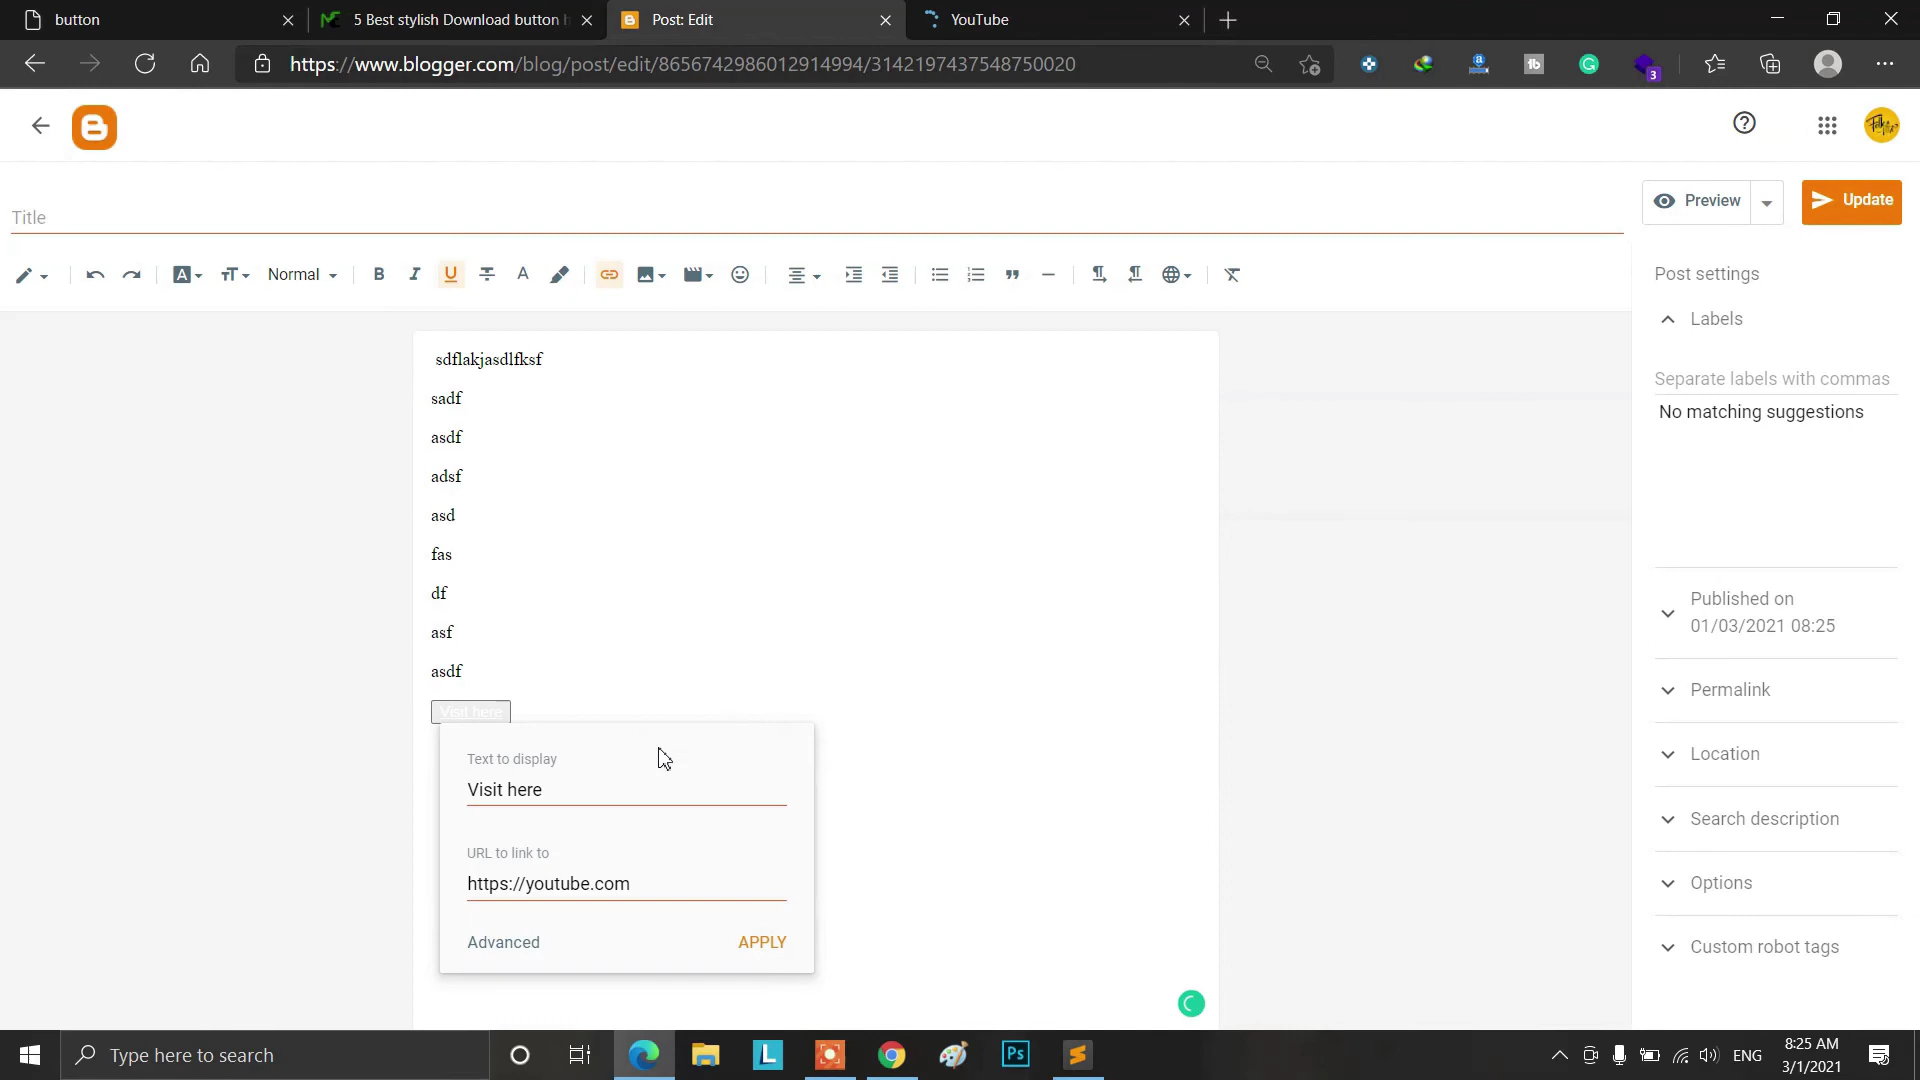 button
5 Best stylish Download button h
Post: Edit
YouTube
https://www.blogger.com/blog/post/edit/8656742986012914994/3142197437548750020
3
Title
Preview
Update
Normal
Post settings
Labels
Separate labels with commas
No matching suggestions
sdflakjasdlfksf
sadf
asdf
adsf
asd
fas
df
asf
asdf
Visit here
Text to display
Visit here
URL to link to
https://youtube.com
Advanced
APPLY
Published on
01/03/2021 08:25
Permalink
Location
Search description
Options
Custom robot tags
Type here to search
L
Ps
ENG
8:25 AM
3/1/2021